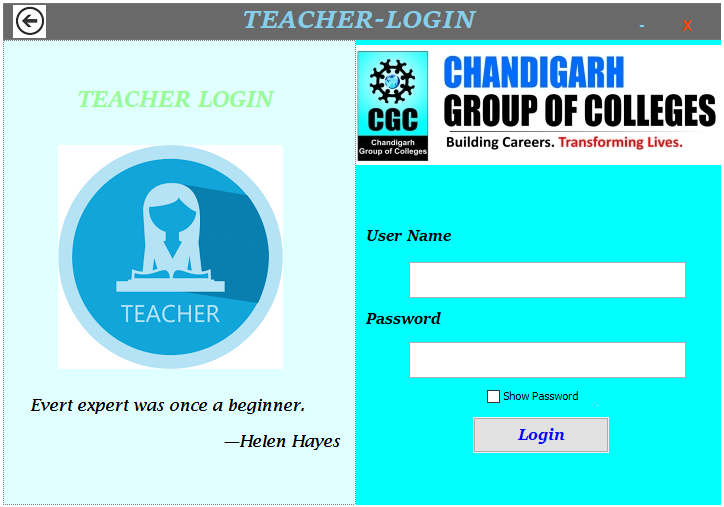 TEACHER-LOGIN
-
X
TEACHER LOGIN
TEACHER
Evert expert was once a beginner.
—Helen Hayes
CGC
Chandigarh
Group of Colleges
CHANDIGARH
GROUP OF COLLEGES
Building Careers. Transforming Lives.
User Name
Password
Show Password
Login